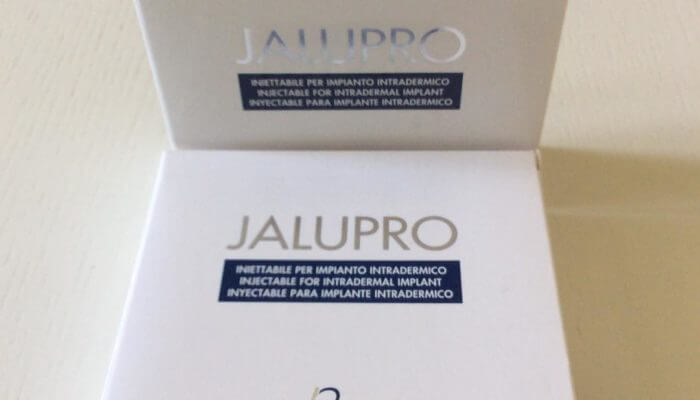 JALUPRO
INIETTABILE PER IMPIANTO INTRADERMICO
INJECTABLE FOR INTRADERMAL IMPLANT
INYECTABLE PARA IMPLANTE INTRADERMICO
JALUPRO
INIETTABILE PER IMPIANTO INTRADERMICO
INJECTABLE FOR INTRADERMAL IMPLANT
INYECTABLE PARA IMPLANTE INTRADERMICO